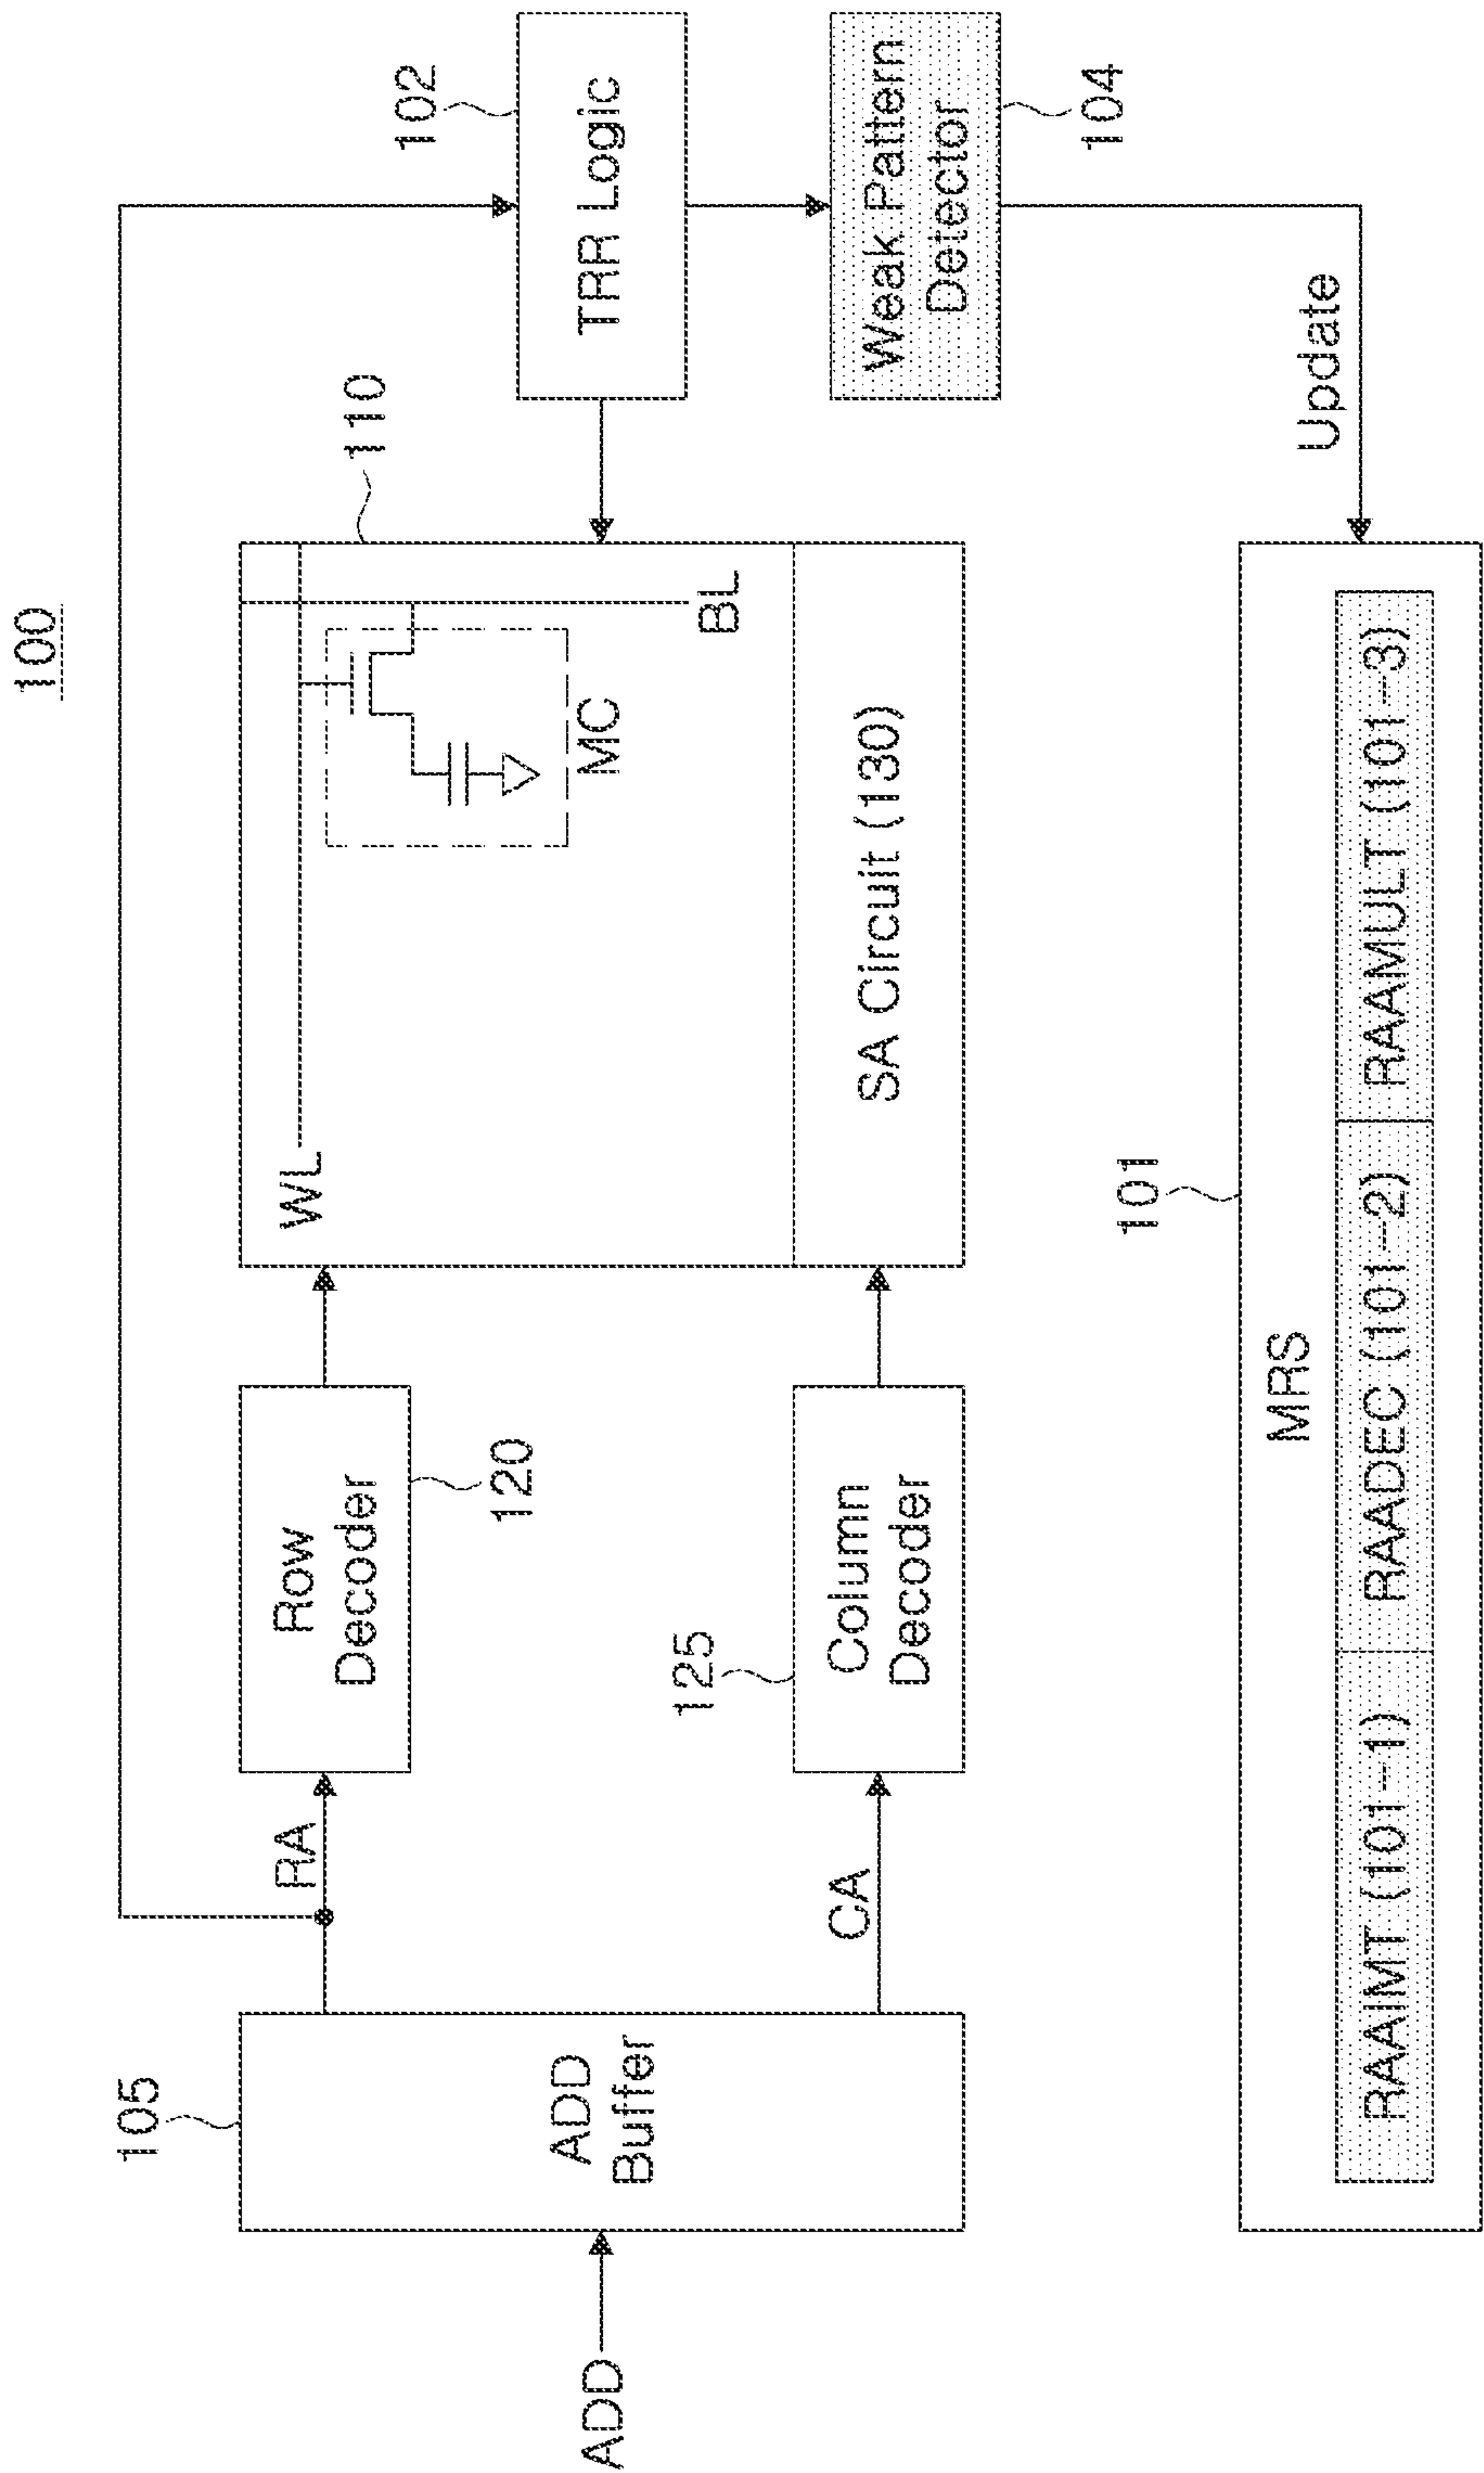 100
ADD
105
ADD
Buffer
RA
CA
Row
Decoder
120
125
Column
Decoder
WL
BL
MC
110
SA Circuit (130)
102
TRR Logic
Weak Pattern
Detector
104
Update
101
MRS
RAAIMT (101-1)
RAADEC (101-2)
RAAMULT (101-3)